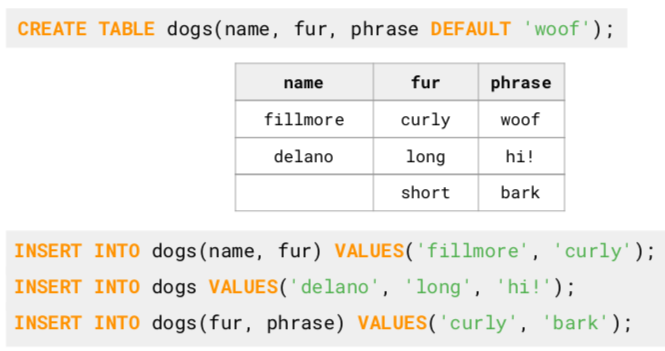 CREATE TABLE dogs(name, fur, phrase DEFAULT 'woof');
name fur phrase
fillmore curly woof
delano long hi!
short bark
INSERT INTO dogs(name, fur) VALUES('fillmore', 'curly');
INSERT INTO dogs VALUES('delano', 'long', 'hi!');
INSERT INTO dogs(fur, phrase) VALUES('curly', 'bark');